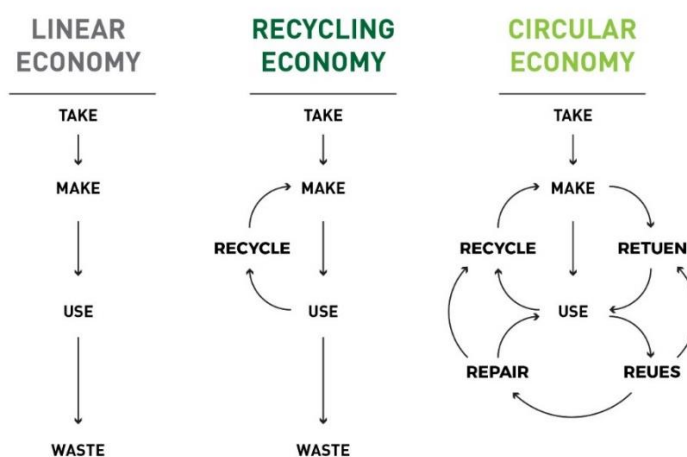 LINEAR
ECONOMY
TAKE
MAKE
USE
WASTE
RECYCLING
ECONOMY
TAKE
MAKE
RECYCLE
USE
WASTE
CIRCULAR
ECONOMY
TAKE
MAKE
RECYCLE
RETUEN
USE
REPAIR
REUES